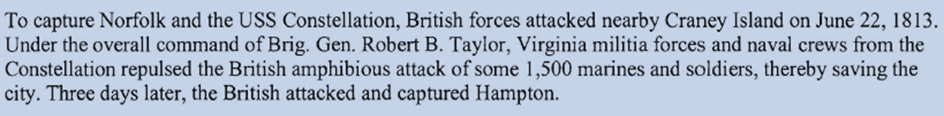 To capture Norfolk and the USS Constellation, British forces attacked nearby Craney Island on June 22, 1813.
Under the overall command of Brig. Gen. Robert B. Taylor, Virginia militia forces and naval crews from the
Constellation repulsed the British amphibious attack of some 1,500 marines and soldiers, thereby saving the
city. Three days later, the British attacked and captured Hampton.